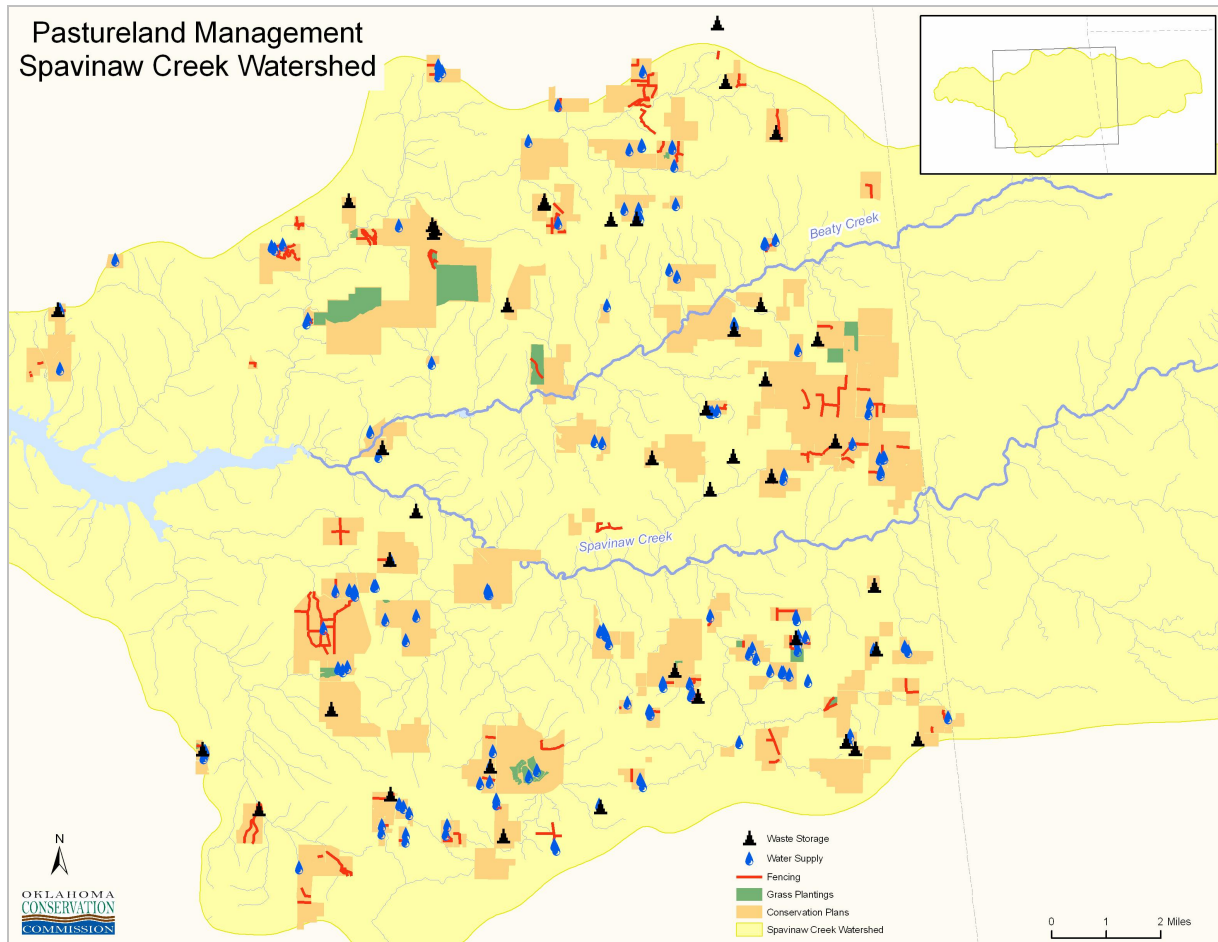 Pastureland Management
Spavinaw Creek Watershed
Beaty Creek
Spavinaw Creek
N
OKLAHOMA
CONSERVATION
COMMISSION
Waste Storage
Water Supply
Fencing
Grass Plantings
Conservation Plans
Spavinaw Creek Watershed
0 1 2 Miles